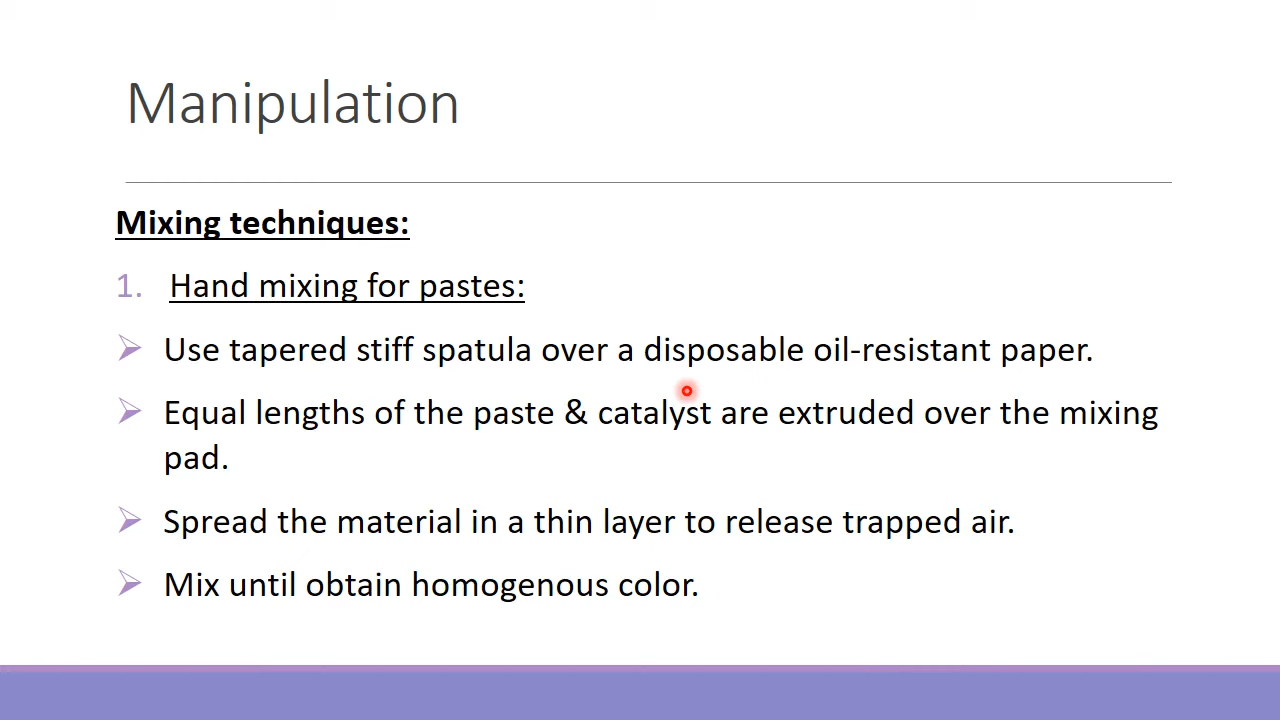 Manipulation
Mixing techniques:
1. Hand mixing for pastes:
Use tapered stiff spatula over a disposable oil-resistant paper.
Equal lengths of the paste & catalyst are extruded over the mixing
pad.
Spread the material in a thin layer to release trapped air.
Mix until obtain homogenous color.